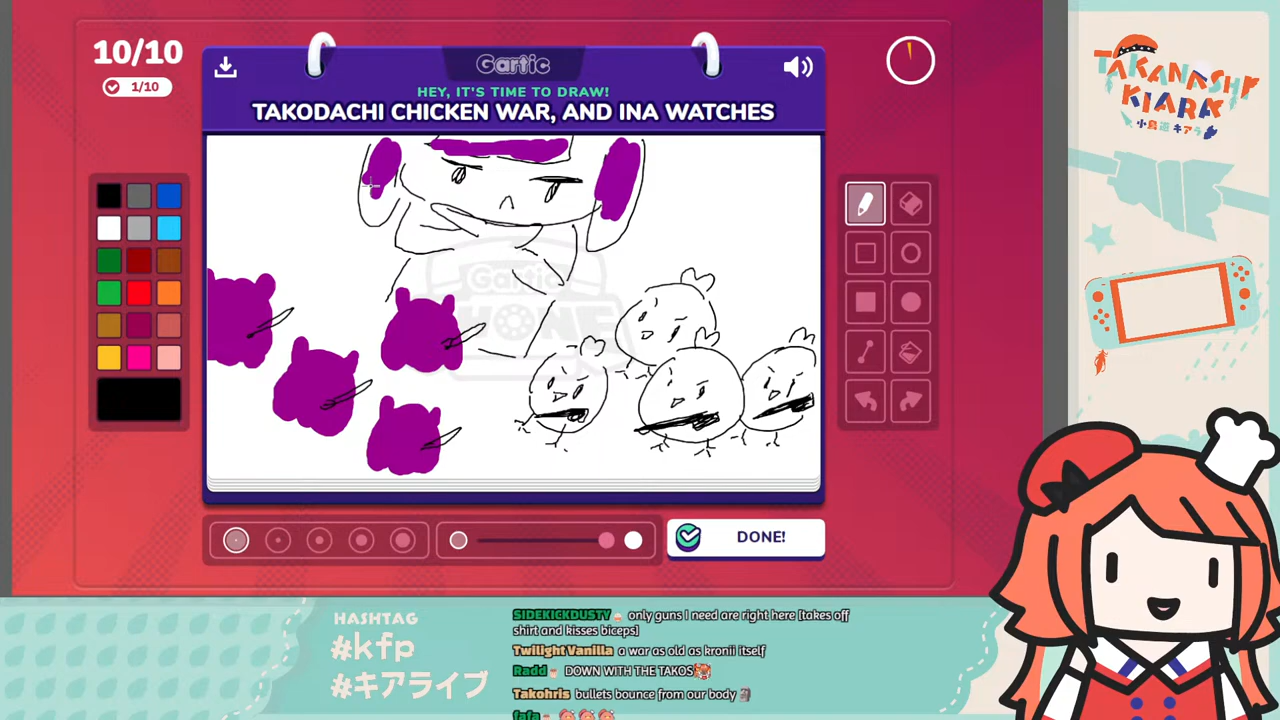 10/10
1/10
Gartic
HEY, IT'S TIME TO DRAW!
TAKODACHI CHICKEN WAR, AND INA WATCHES
Gartic
HONE
DONE!
TAKANASHI
KIARA
小鳥遊 キアラ
HASHTAG
#kfp
#キアライブ
SIDEKICKDUSTY only guns I need are right here [takes off
shirt and kisses biceps]
Twilight Vanilla a war as old as kronii itself
Radd DOWN WITH THE TAKOS
Takohris bullets bounce from our body
fafa